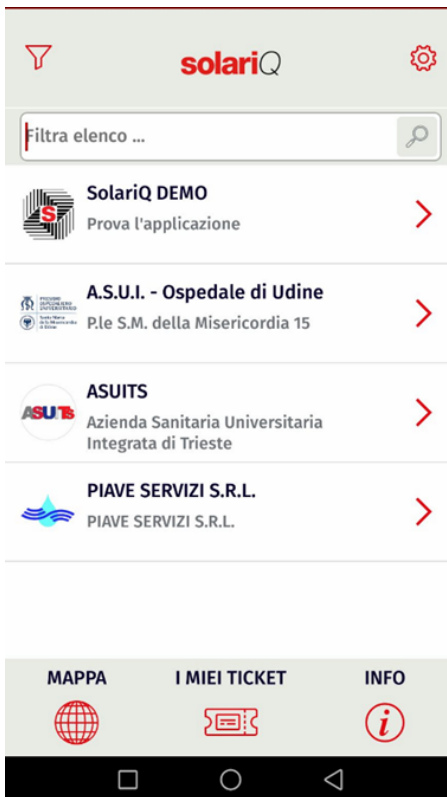 solariQ
Filtra elenco ...
SolariQ DEMO
Prova l'applicazione
A.S.U.I. - Ospedale di Udine
P.le S.M. della Misericordia 15
ASUITs
ASUITS
Azienda Sanitaria Universitaria
Integrata di Trieste
PIAVE SERVIZI S.R.L.
PIAVE SERVIZI S.R.L.
MAPPA
I MIEI TICKET
INFO